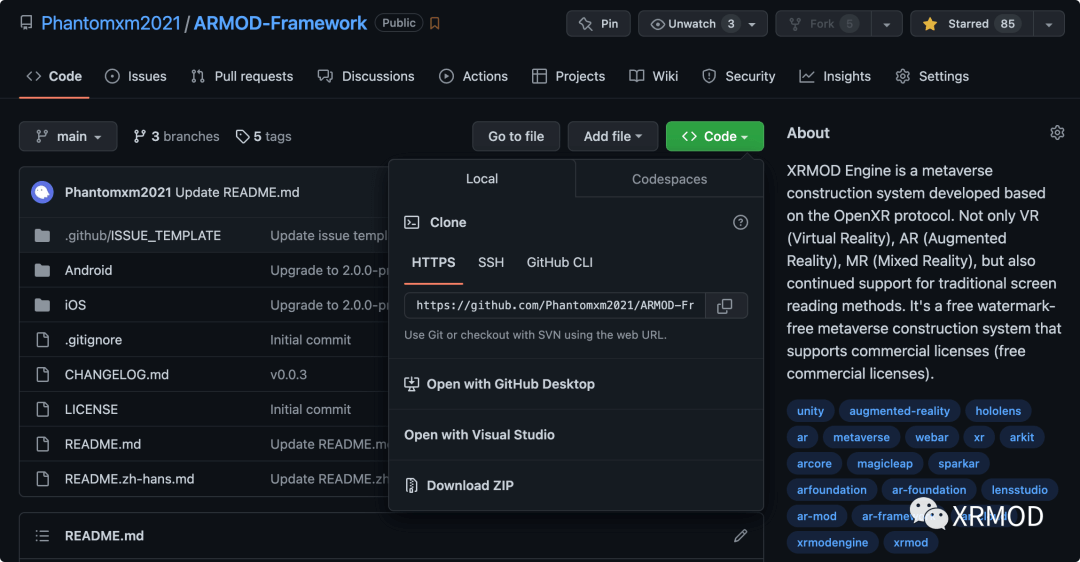 Phantomxm2021 / ARMOD-Framework Public
Pin
Unwatch 3
Fork 5
Starred 85
Code
Issues
Pull requests
Discussions
Actions
Projects
Wiki
Security
Insights
Settings
main
3 branches
5 tags
Go to file
Add file
Code
Phantomxm2021 Update README.md
.github/ISSUE_TEMPLATE Update issue templ
Android Upgrade to 2.0.0-pr
iOS Upgrade to 2.0.0-p
.gitignore Initial commit
CHANGELOG.md v0.0.3
LICENSE Initial commit
README.md Update README.m
README.zh-hans.md Update README.zh
README.md
Local
Codespaces
Clone
HTTPS
SSH
GitHub CLI
https://github.com/Phantomxm2021/ARMOD-Fr
Use Git or checkout with SVN using the web URL.
Open with GitHub Desktop
Open with Visual Studio
Download ZIP
About
XRMOD Engine is a metaverse
construction system developed based
on the OpenXR protocol. Not only VR
(Virtual Reality), AR (Augmented
Reality), MR (Mixed Reality), but also
continued support for traditional screen
reading methods. It's a free watermark-
free metaverse construction system that
supports commercial licenses (free
commercial licenses).
unity augmented-reality hololens
ar metaverse webar xr arkit
arcore magicleap sparkar
arfoundation ar-foundation lensstudio
ar-mod
xrmodengine xrmod
XRMOD